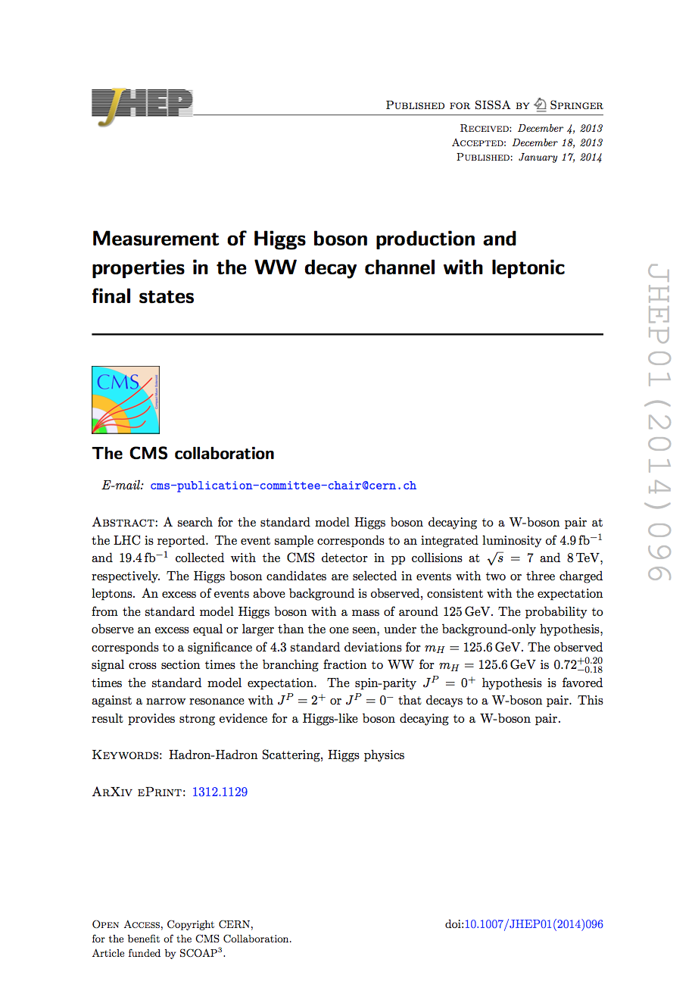 JHEP
PUBLISHED FOR SISSA BY Springer
RECEIVED: December 4, 2013
ACCEPTED: December 18, 2013
PUBLISHED: January 17, 2014
Measurement of Higgs boson production and
properties in the WW decay channel with leptonic
final states
CMS
The CMS collaboration
E-mail: cms-publication-committee-chair@cern.ch
ABSTRACT: A search for the standard model Higgs boson decaying to a W-boson pair at
the LHC is reported. The event sample corresponds to an integrated luminosity of 4.9 fb⁻¹
and 19.4 fb⁻¹ collected with the CMS detector in pp collisions at √s = 7 and 8 TeV,
respectively. The Higgs boson candidates are selected in events with two or three charged
leptons. An excess of events above background is observed, consistent with the expectation
from the standard model Higgs boson with a mass of around 125 GeV. The probability to
observe an excess equal or larger than the one seen, under the background-only hypothesis,
corresponds to a significance of 4.3 standard deviations for m_H = 125.6 GeV. The observed
signal cross section times the branching fraction to WW for m_H = 125.6 GeV is 0.72 +0.20 −0.18
times the standard model expectation. The spin-parity J^P = 0⁺ hypothesis is favored
against a narrow resonance with J^P = 2⁺ or J^P = 0⁻ that decays to a W-boson pair. This
result provides strong evidence for a Higgs-like boson decaying to a W-boson pair.
KEYWORDS: Hadron-Hadron Scattering, Higgs physics
ARXIV EPRINT: 1312.1129
OPEN ACCESS, Copyright CERN,
for the benefit of the CMS Collaboration.
Article funded by SCOAP³.
doi:10.1007/JHEP01(2014)096
JHEP01(2014)096